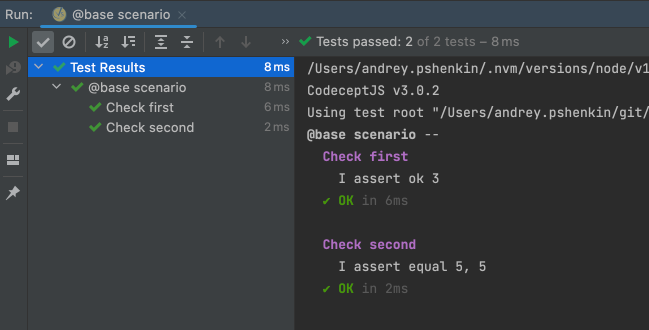 Run: @base scenario
Tests passed: 2 of 2 tests – 8 ms
Test Results 8 ms
@base scenario 8 ms
Check first 6 ms
Check second 2 ms
/Users/andrey.pshenkin/.nvm/versions/node/v1
CodeceptJS v3.0.2
Using test root "/Users/andrey.pshenkin/git/
@base scenario --
Check first
I assert ok 3
✔ OK in 6ms
Check second
I assert equal 5, 5
✔ OK in 2ms